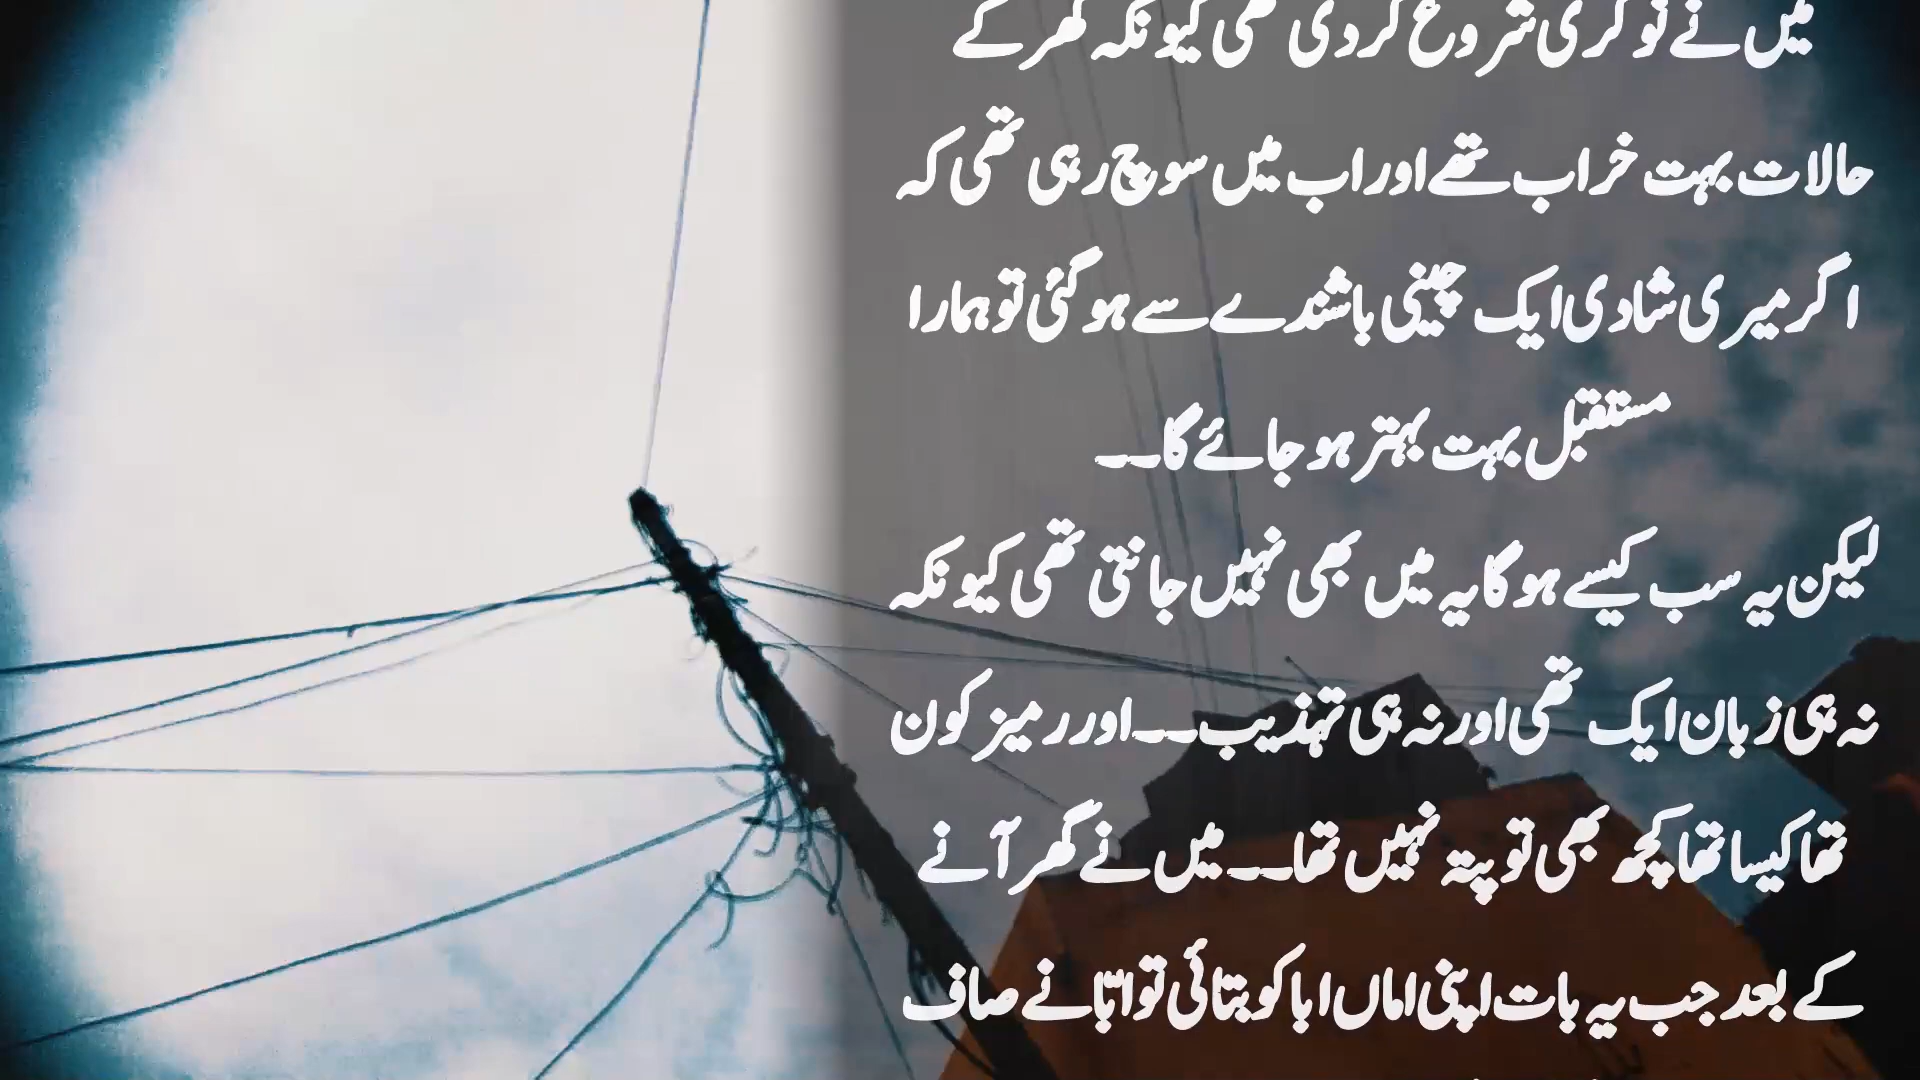 میں نے نوکری شروع کر دی تھی کیونکہ گھر کے
حالات بہت خراب تھے اور اب میں سوچ رہی تھی کہ
اگر میری شادی ایک چینی باشندے سے ہو گئی تو ہمارا
مستقبل بہت بہتر ہو جائے گا۔۔
لیکن یہ سب کیسے ہو گا یہ میں بھی نہیں جانتی تھی کیونکہ
نہ ہی زبان ایک تھی اور نہ ہی تہذیب۔۔ اور رمیز کون
تھا کیسا تھا کچھ بھی تو پتہ نہیں تھا۔۔ میں نے گھر آنے
کے بعد جب یہ بات اپنی اماں ابا کو بتائی تو ابّا نے صاف